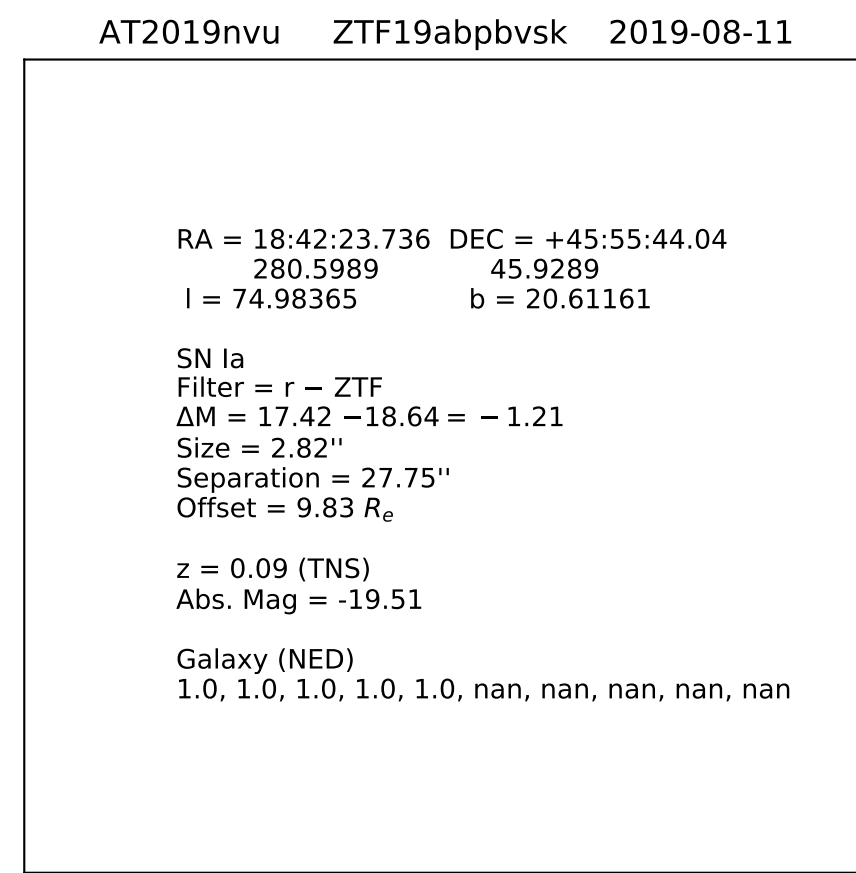 AT2019nvu ZTF19abpbvsk 2019-08-11
RA = 18:42:23.736 DEC = +45:55:44.04
280.5989 45.9289
l = 74.98365 b = 20.61161
SN Ia
Filter = r − ZTF
ΔM = 17.42 −18.64 = − 1.21
Size = 2.82''
Separation = 27.75''
Offset = 9.83 Rₑ
z = 0.09 (TNS)
Abs. Mag = -19.51
Galaxy (NED)
1.0, 1.0, 1.0, 1.0, 1.0, nan, nan, nan, nan, nan